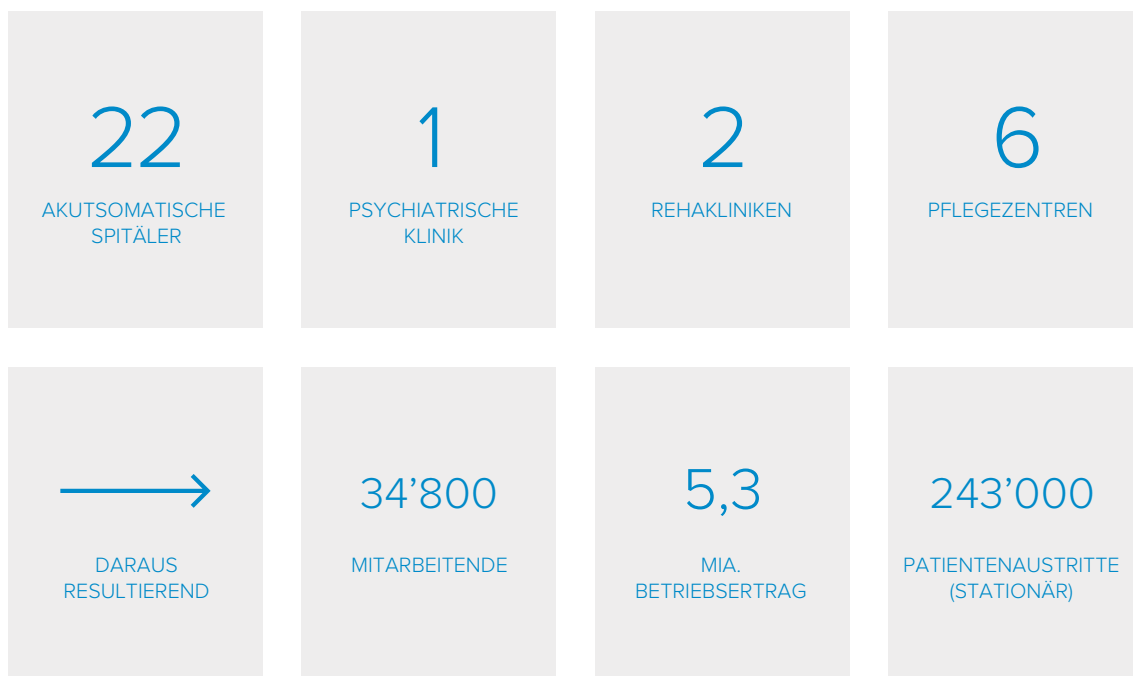 22
AKUTSOMATISCHE
SPITÄLER
1
PSYCHIATRISCHE
KLINIK
2
REHAKLINIKEN
6
PFLEGEZENTREN
DARAUS
RESULTIEREND
34’800
MITARBEITENDE
5,3
MIA.
BETRIEBSERTRAG
243’000
PATIENTENAUSTRITTE
(STATIONÄR)